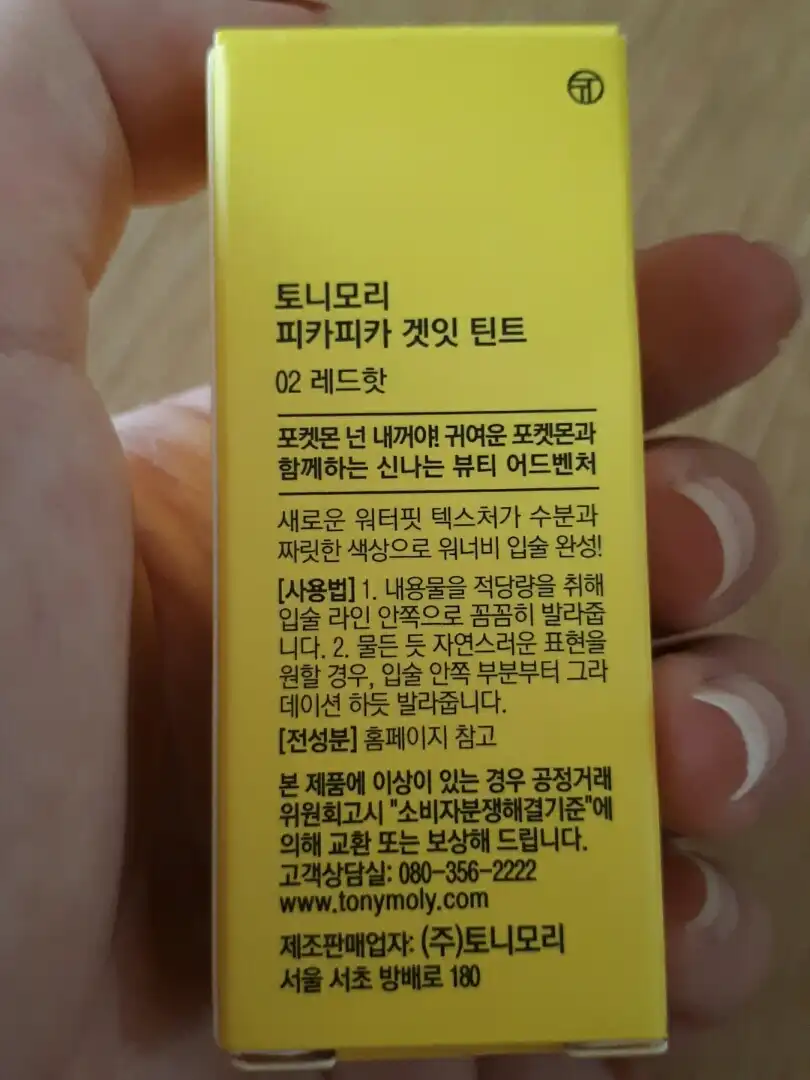 토니모리
피카피카 겟잇 틴트
02 레드핫
포켓몬 넌 내꺼야! 귀여운 포켓몬과
함께하는 신나는 뷰티 어드벤처
새로운 워터핏 텍스처가 수분과
짜릿한 색상으로 워너비 입술 완성!
[사용법] 1. 내용물을 적당량을 취해
입술 라인 안쪽으로 꼼꼼히 발라줍
니다. 2. 물든 듯 자연스러운 표현을
원할 경우, 입술 안쪽 부분부터 그라
데이션 하듯 발라줍니다.
[전성분] 홈페이지 참고
본 제품에 이상이 있는 경우 공정거래
위원회고시 "소비자분쟁해결기준"에
의해 교환 또는 보상해 드립니다.
고객상담실: 080-356-2222
www.tonymoly.com
제조판매업자: (주)토니모리
서울 서초 방배로 180